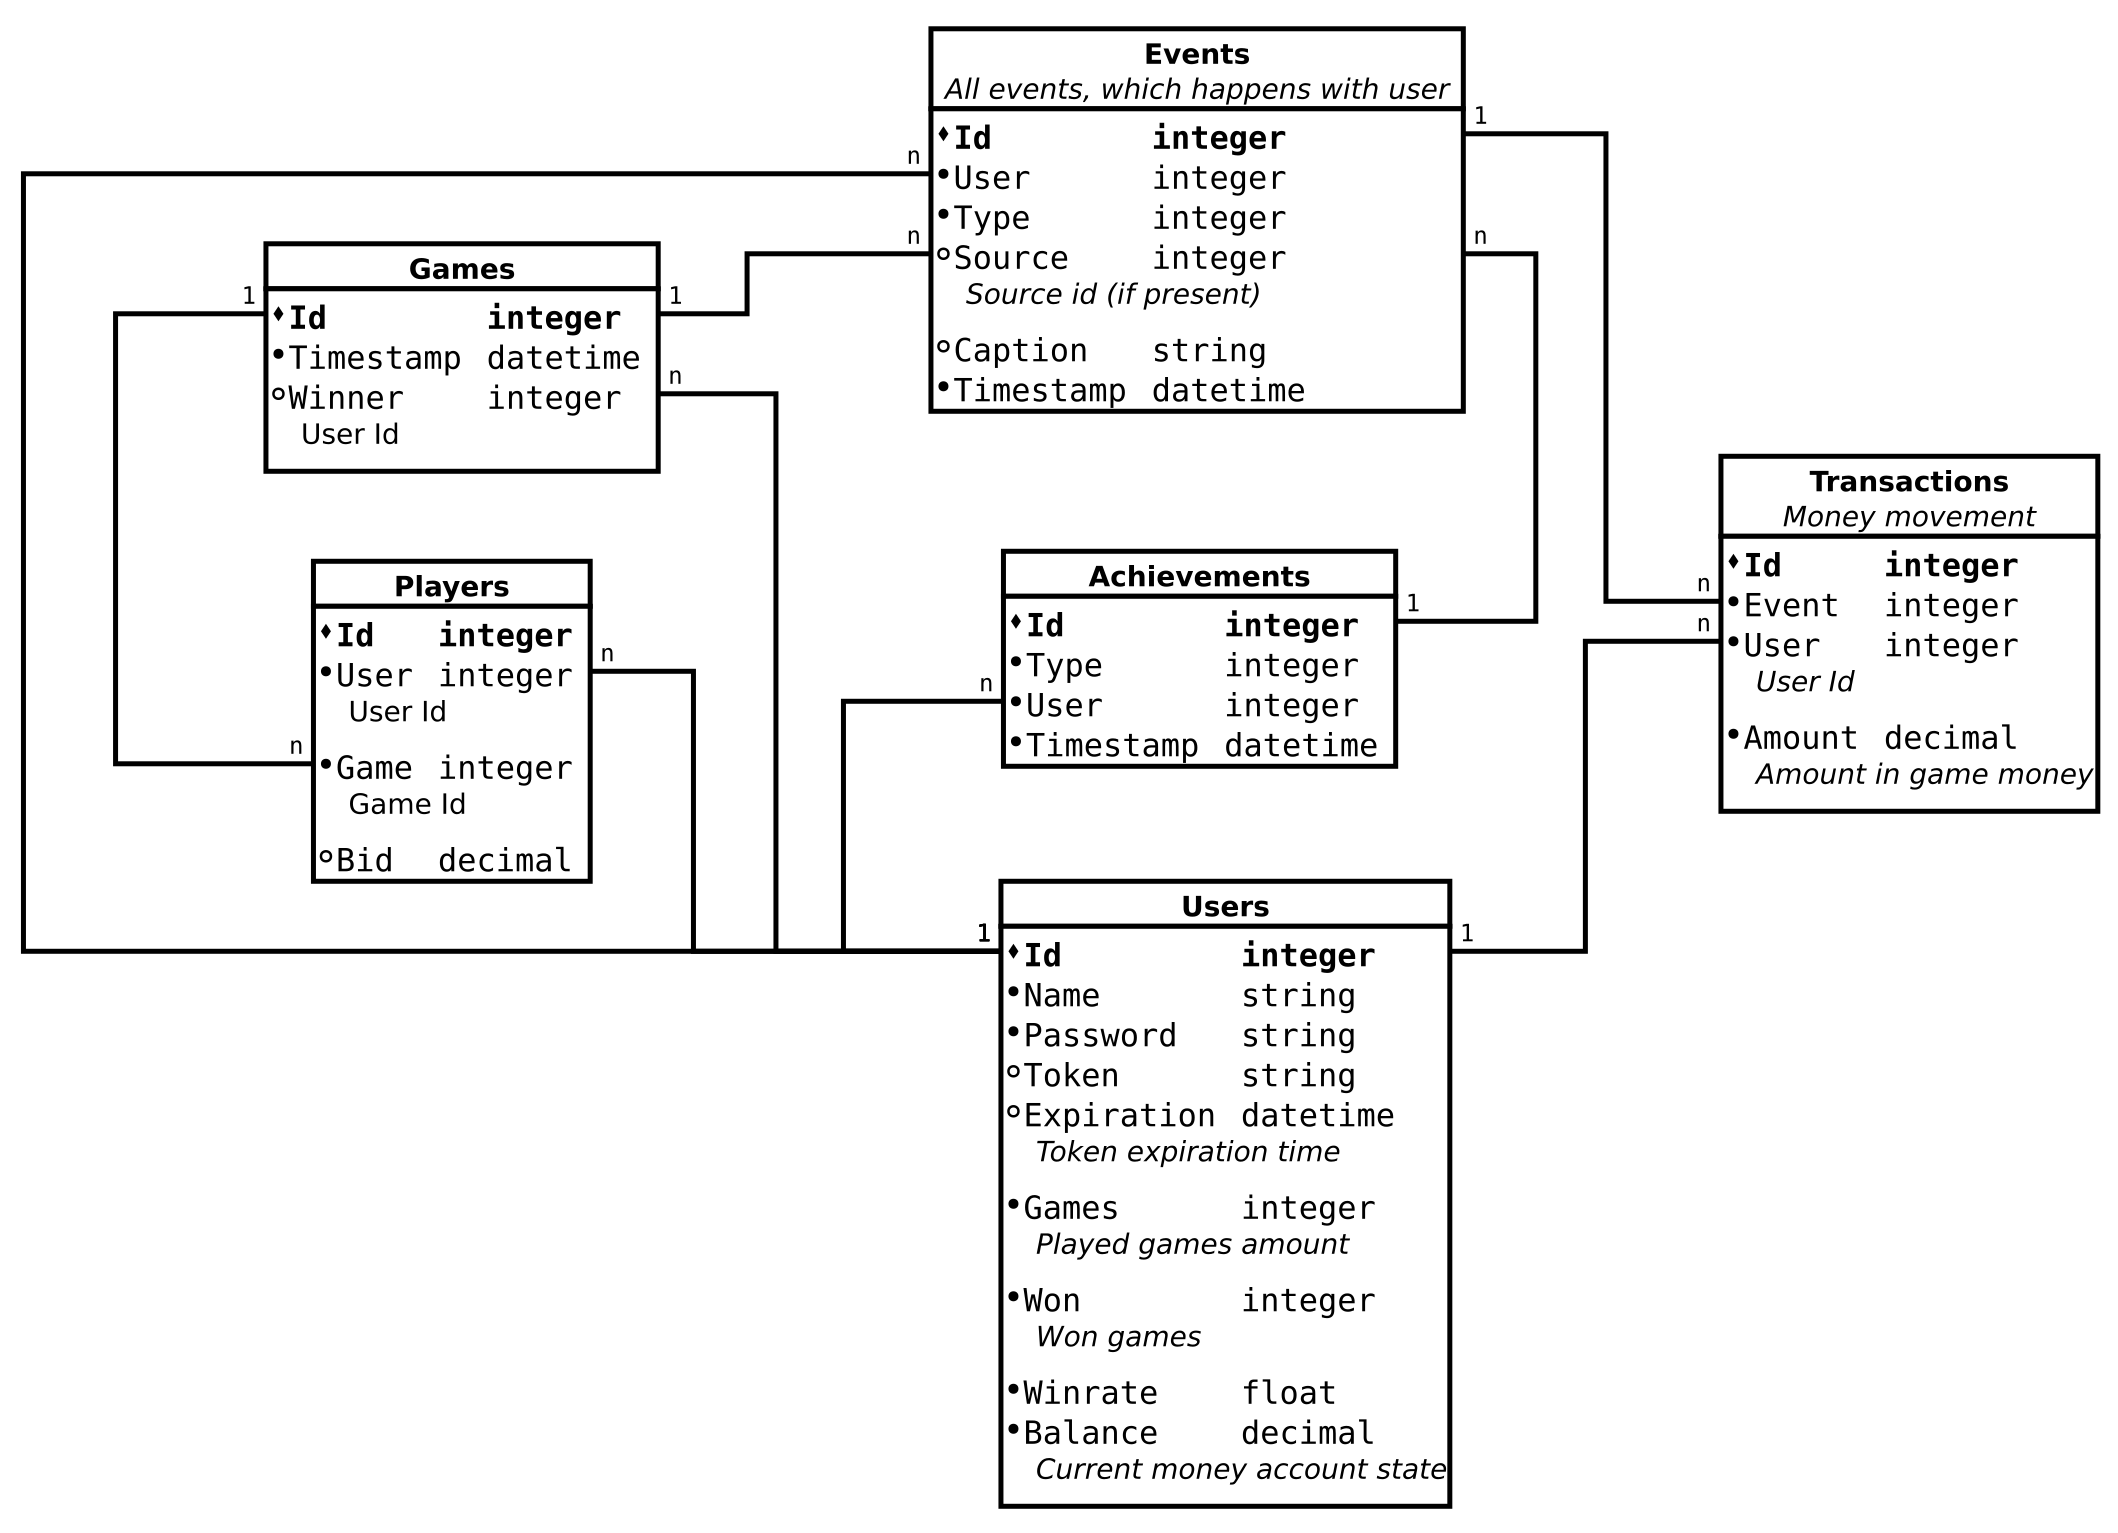 Events
All events, which happens with user
Id integer
User integer
Type integer
Source integer
Source id (if present)
Caption string
Timestamp datetime
1
n
n
n
Games
1
1
Id integer
Timestamp datetime
Winner integer
User Id
n
Transactions
Money movement
Id integer
Event integer
User integer
User Id
Amount decimal
Amount in game money
n
n
Players
Id integer
User integer
User Id
Game integer
Game Id
Bid decimal
n
n
Achievements
Id integer
Type integer
User integer
Timestamp datetime
1
n
Users
1
1
Id integer
Name string
Password string
Token string
Expiration datetime
Token expiration time
Games integer
Played games amount
Won integer
Won games
Winrate float
Balance decimal
Current money account state